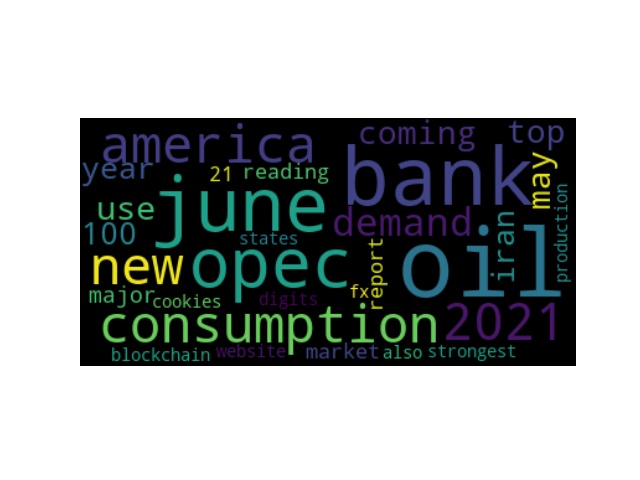 america
coming
top
year
21
reading
bank
may
use
june
demand
100
states
iran
production
new
opec
oil
report
major
cookies
digits
fx
consumption
2021
blockchain
website
market
also
strongest